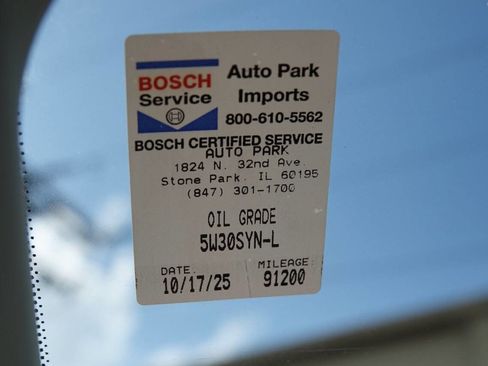 BOSCH
Service
Auto Park
Imports
800-610-5562
BOSCH CERTIFIED SERVICE
AUTO PARK
1824 N. 32nd Ave.
Stone Park, IL 60195
(847) 301-1700
OIL GRADE
5W30SYN-L
DATE: MILEAGE:
10/17/25 91200